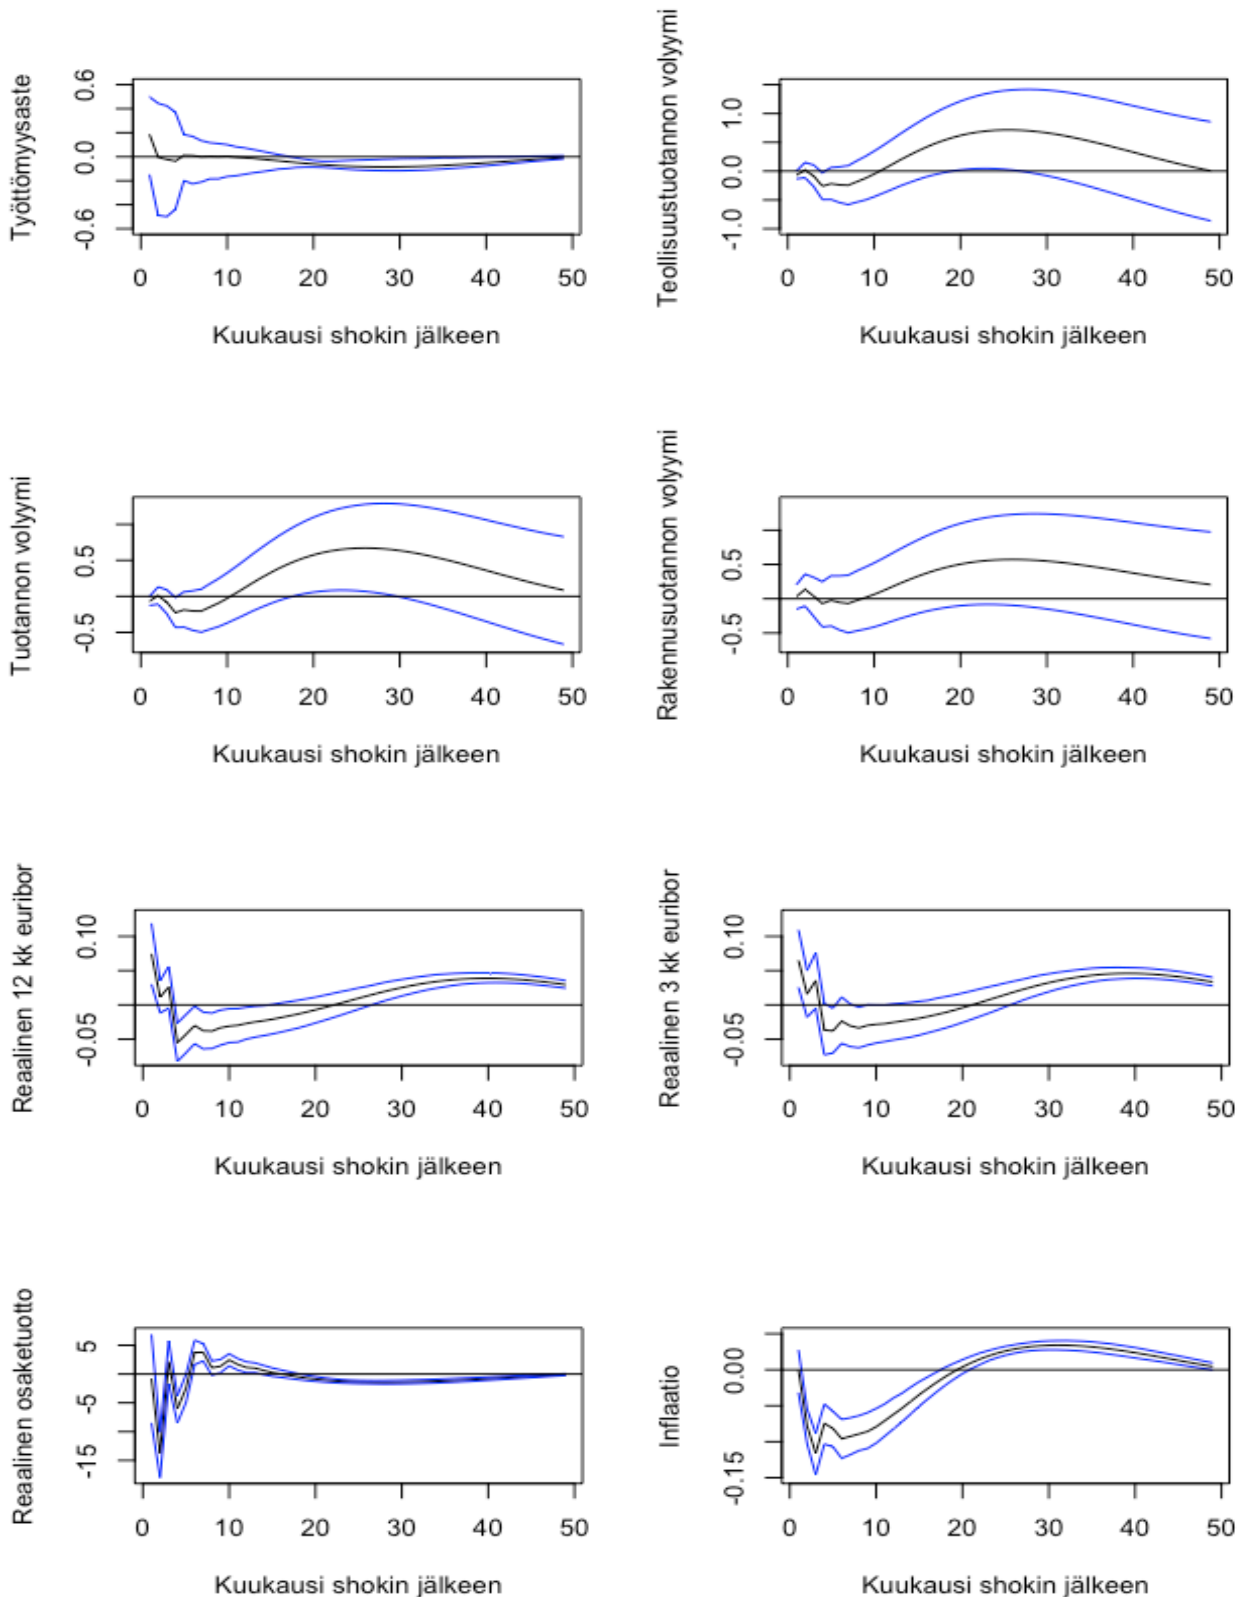 Työttömyysaste
0.6
0.0
-0.6
0 10 20 30 40 50
Kuukausi shokin jälkeen
Teollisuustuotannon volyymi
1.0
0.0
-1.0
0 10 20 30 40 50
Kuukausi shokin jälkeen
Tuotannon volyymi
0.5
-0.5
0 10 20 30 40 50
Kuukausi shokin jälkeen
Rakennusuotannon volyymi
0.5
-0.5
0 10 20 30 40 50
Kuukausi shokin jälkeen
Reaalinen 12 kk euribor
0.10
-0.05
0 10 20 30 40 50
Kuukausi shokin jälkeen
Reaalinen 3 kk euribor
0.10
-0.05
0 10 20 30 40 50
Kuukausi shokin jälkeen
Reaalinen osaketuotto
5
-5
-15
0 10 20 30 40 50
Kuukausi shokin jälkeen
Inflaatio
0.00
-0.15
0 10 20 30 40 50
Kuukausi shokin jälkeen